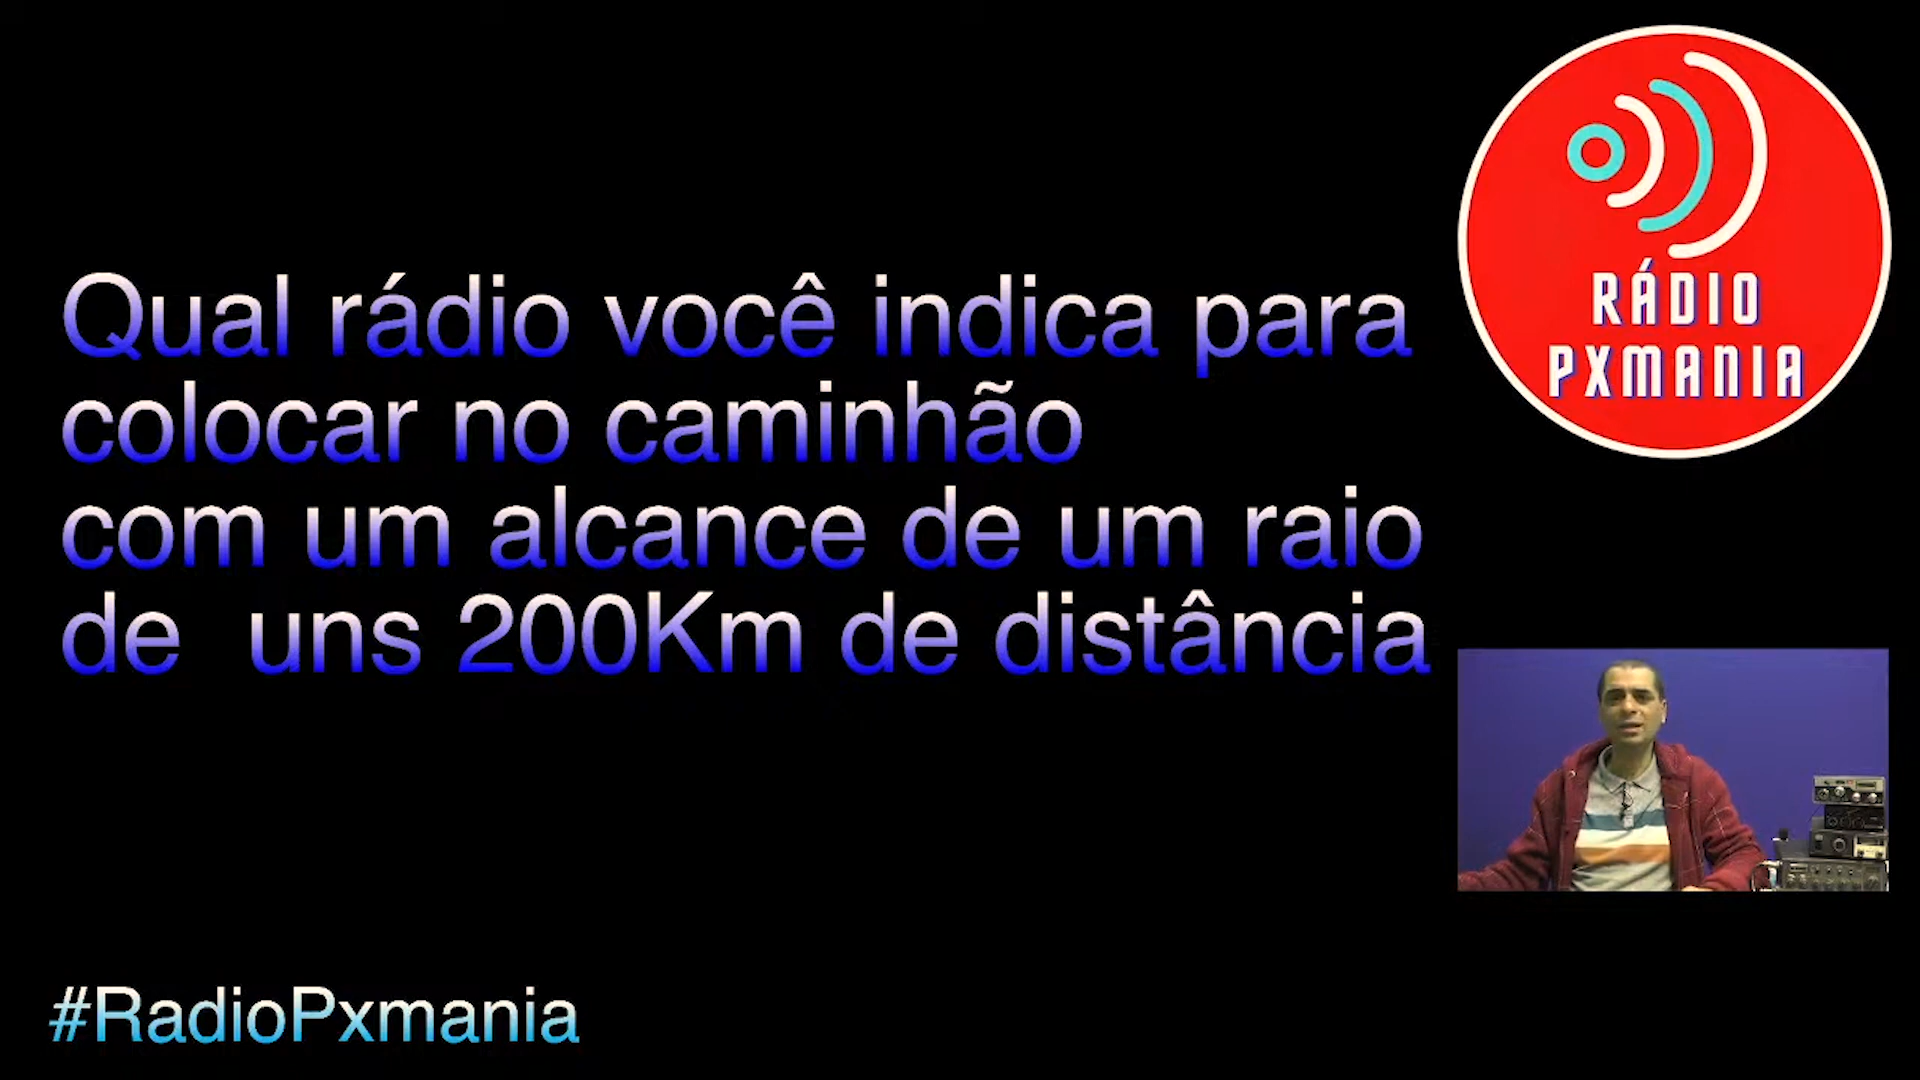 Qual rádio você indica para
colocar no caminhão
com um alcance de um raio
de  uns 200Km de distância
RÁDIO
PXMANIA
#RadioPxmania